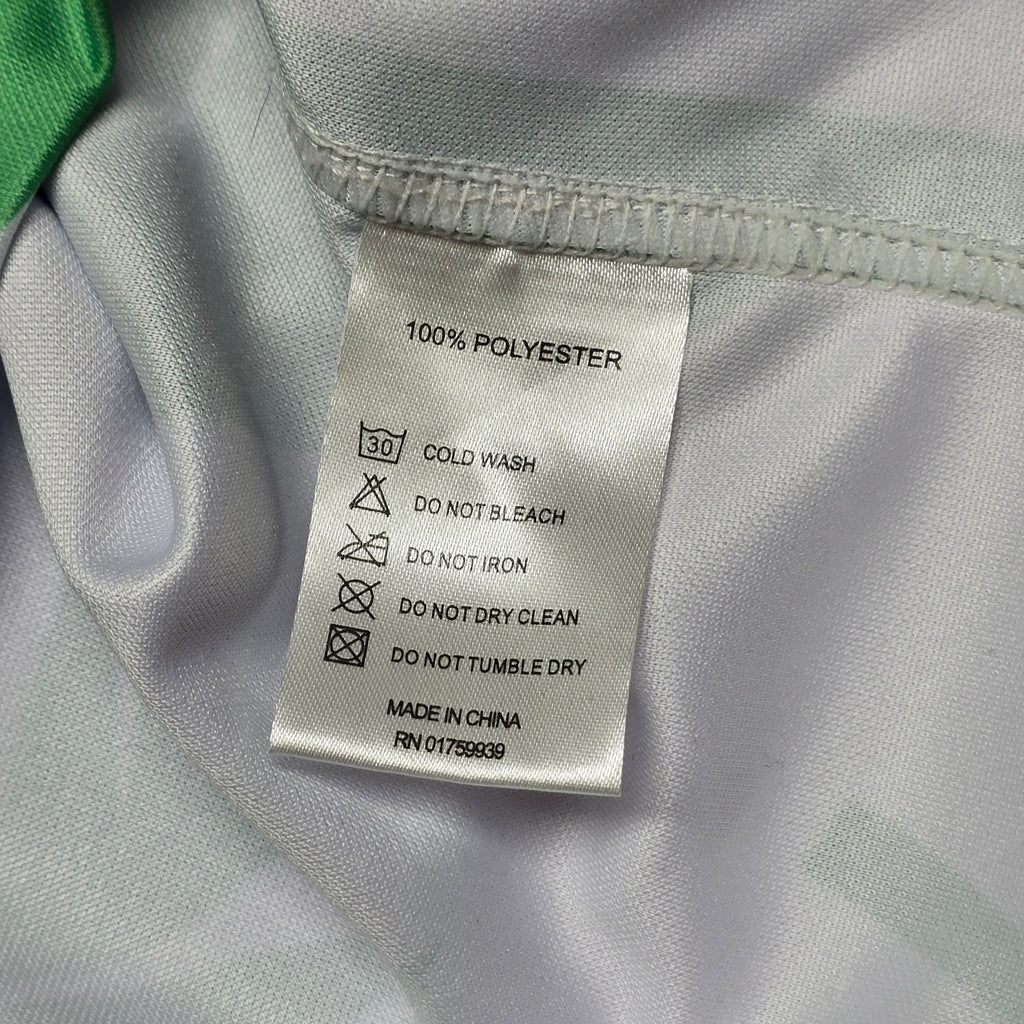 100% POLYESTER
30 COLD WASH
DO NOT BLEACH
DO NOT IRON
DO NOT DRY CLEAN
DO NOT TUMBLE DRY
MADE IN CHINA
RN 01759939